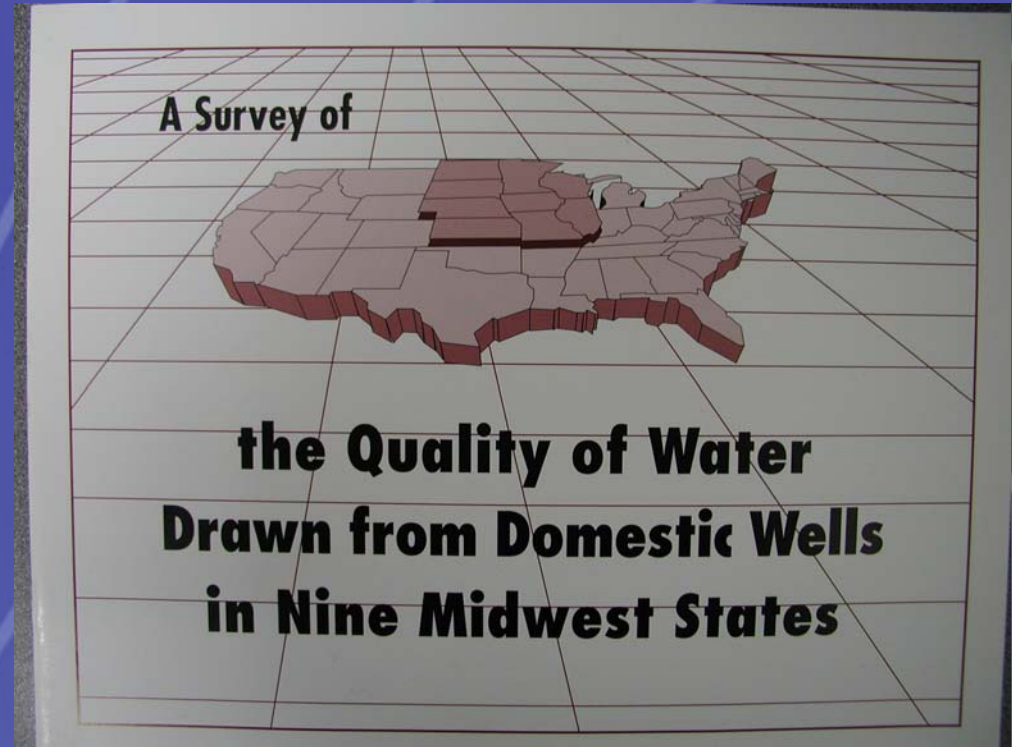 A Survey of
the Quality of Water
Drawn from Domestic Wells
in Nine Midwest States